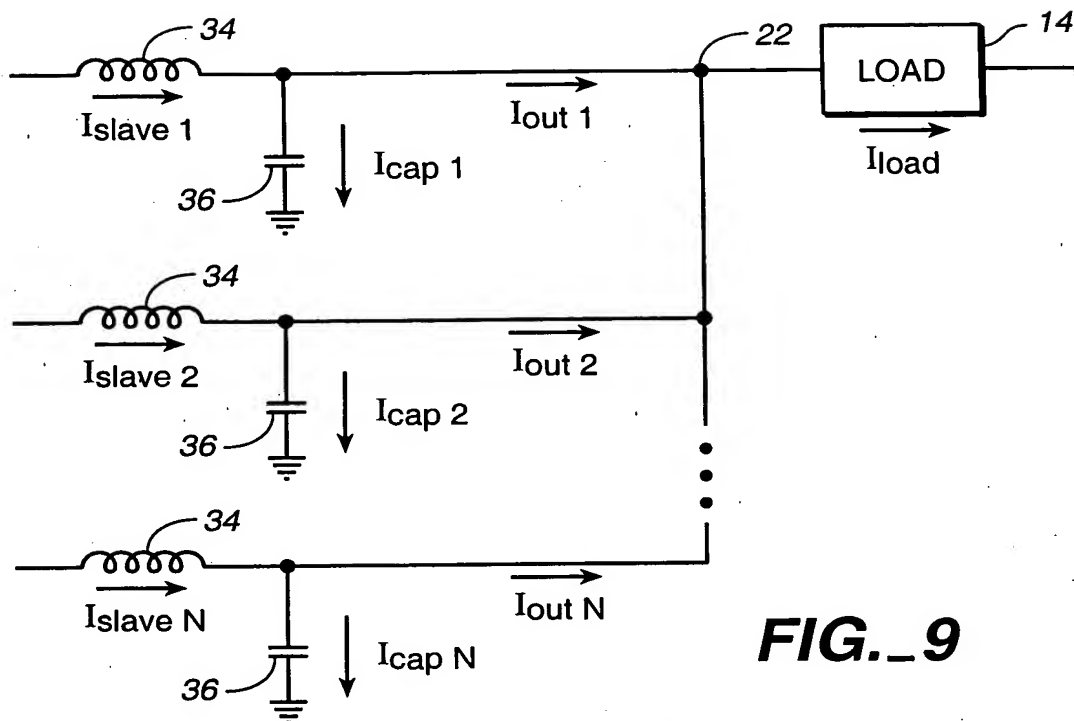 34
22
14
LOAD
Islave 1
Iout 1
Iload
Icap 1
36
34
Islave 2
Iout 2
Icap 2
36
34
Islave N
Iout N
Icap N
36
FIG._9